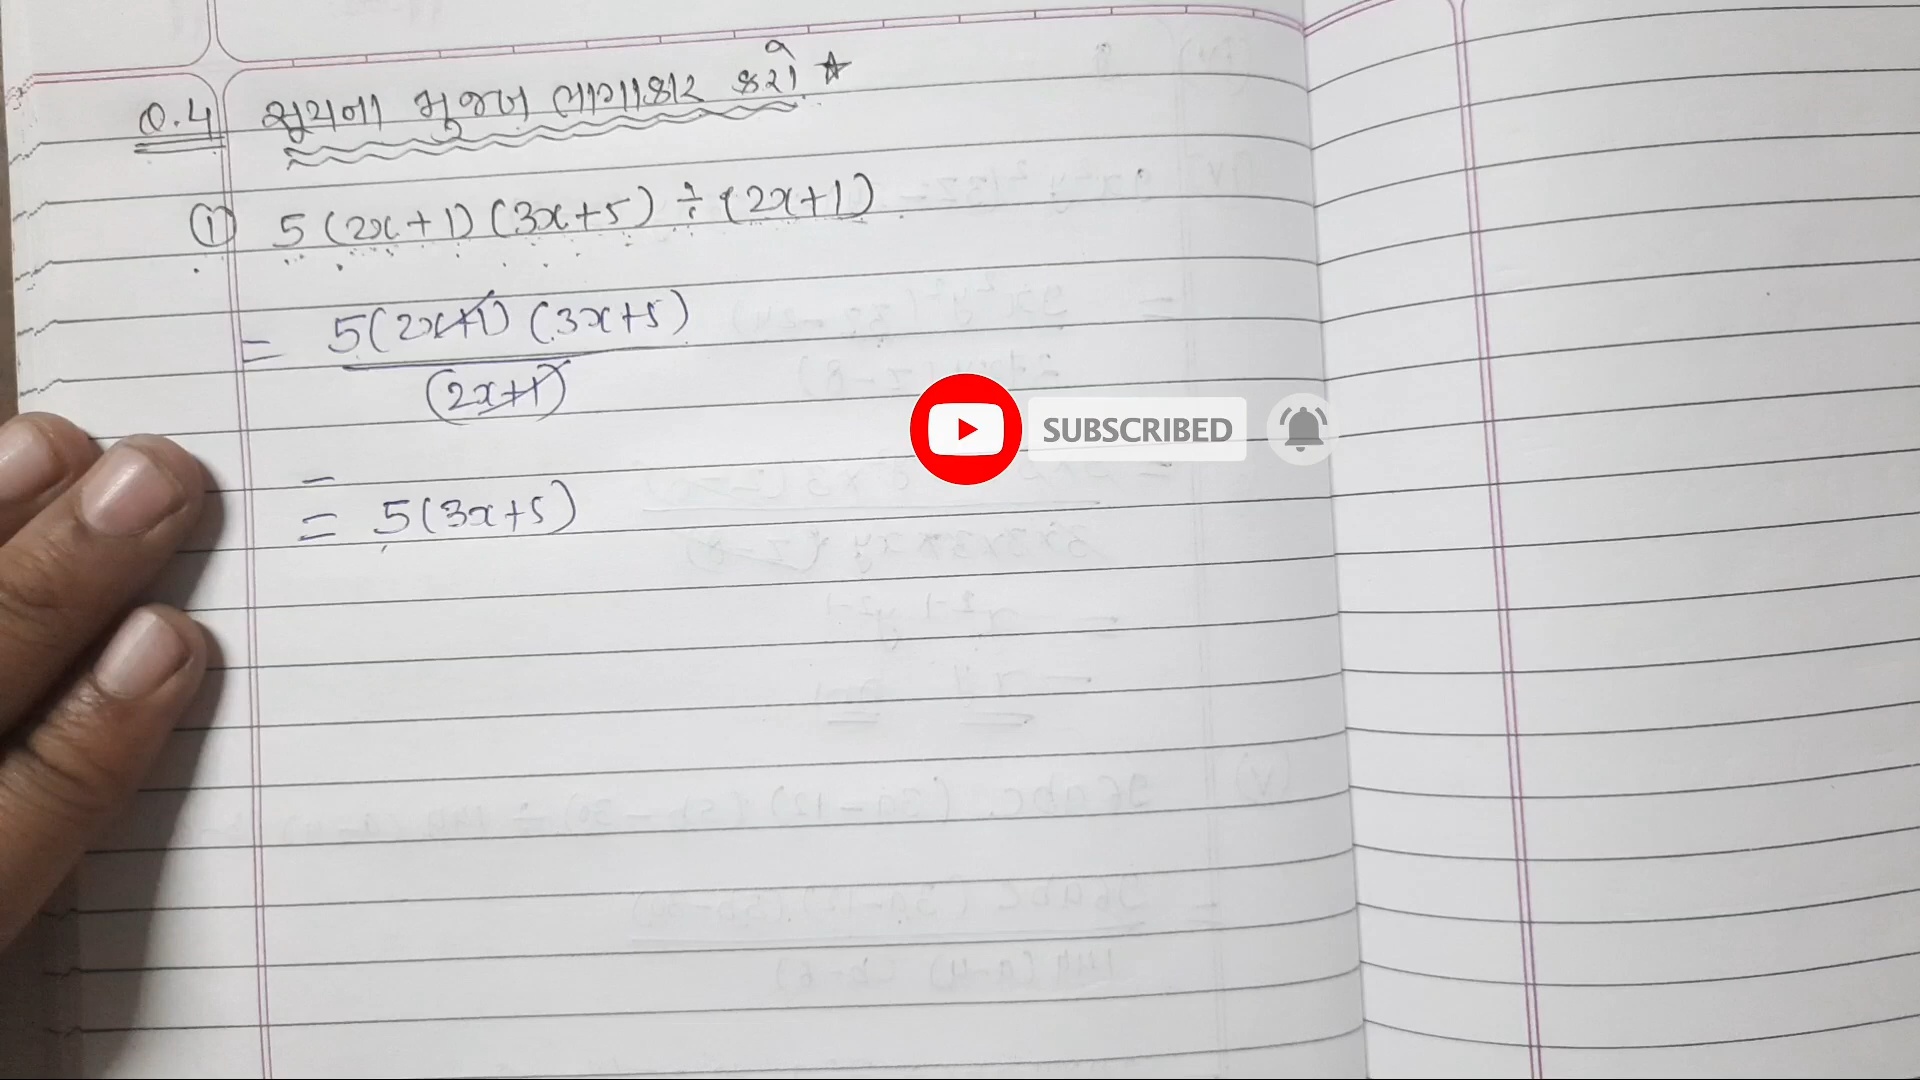 Q.4 સુચના મુજબ ભાગાકાર કરો ☆
(i) 5(2x+1)(3x+5) ÷ (2x+1)
= 5(2x+1)(3x+5)
(2x+1)
SUBSCRIBED
= 5(3x+5)